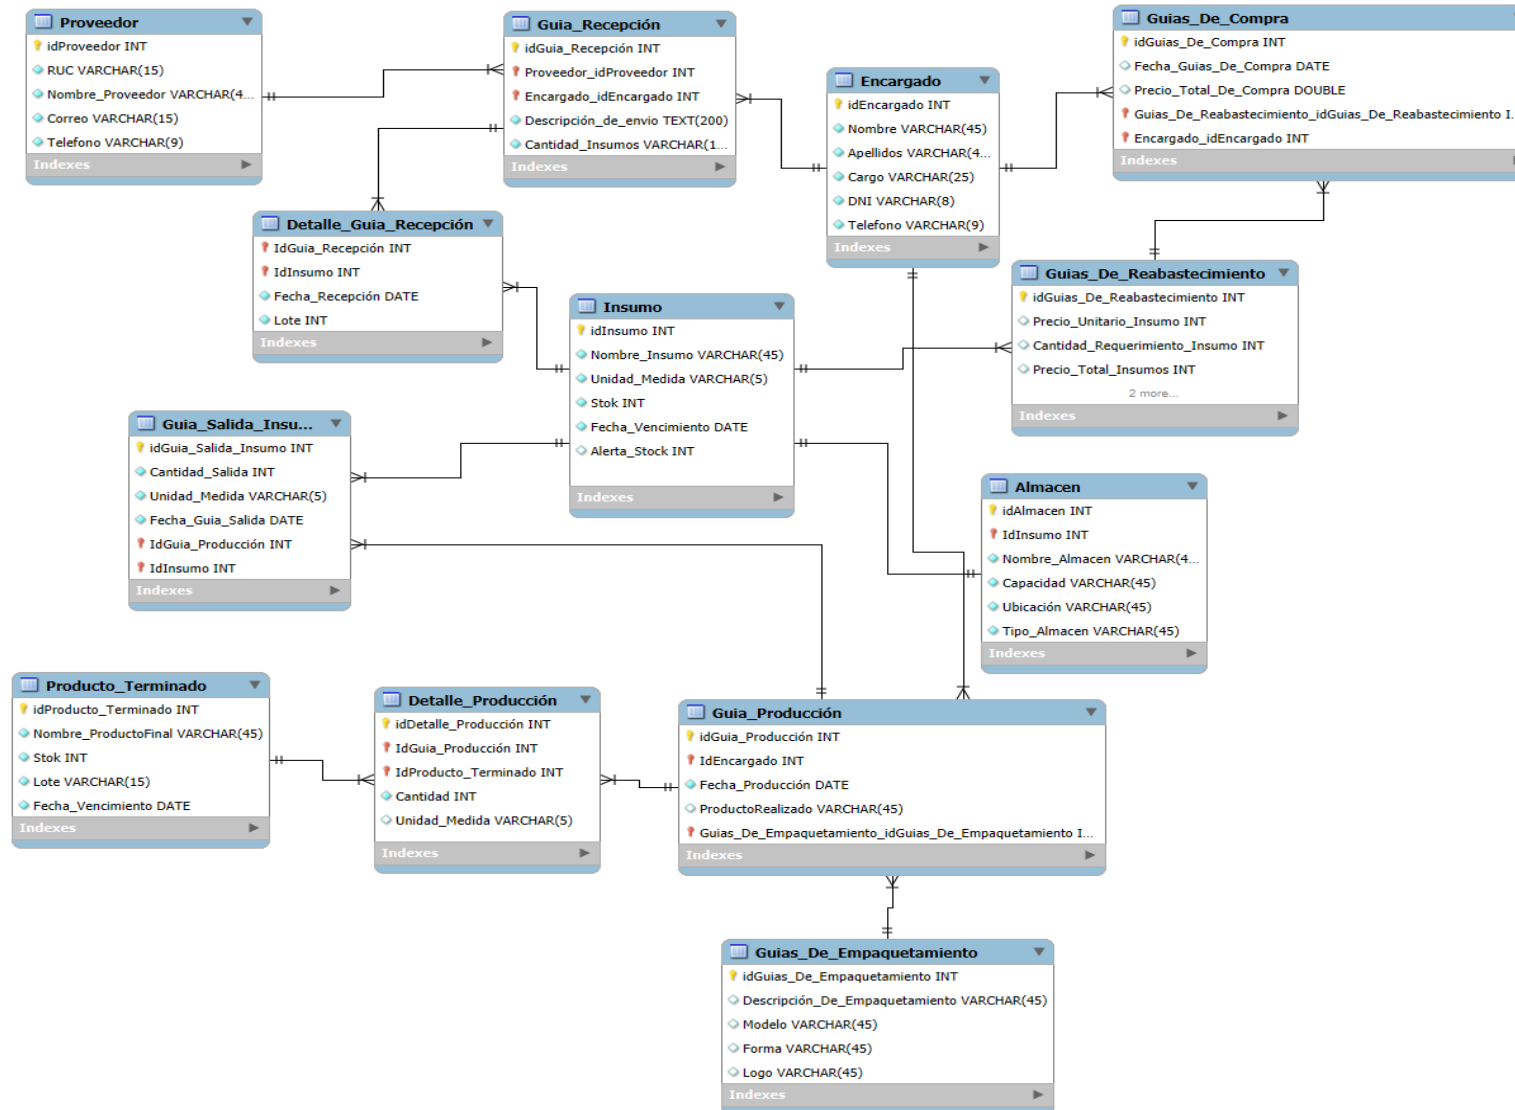 Proveedor
idProveedor INT
RUC VARCHAR(15)
Nombre_Proveedor VARCHAR(4...
Correo VARCHAR(15)
Telefono VARCHAR(9)
Indexes
Guia_Recepción
idGuia_Recepción INT
Proveedor_idProveedor INT
Encargado_idEncargado INT
Descripción_de_envio TEXT(200)
Cantidad_Insumos VARCHAR(1...
Indexes
Encargado
idEncargado INT
Nombre VARCHAR(45)
Apellidos VARCHAR(4...
Cargo VARCHAR(25)
DNI VARCHAR(8)
Telefono VARCHAR(9)
Indexes
Guias_De_Compra
idGuias_De_Compra INT
Fecha_Guias_De_Compra DATE
Precio_Total_De_Compra DOUBLE
Guias_De_Reabastecimiento_idGuias_De_Reabastecimiento I...
Encargado_idEncargado INT
Indexes
Detalle_Guia_Recepción
IdGuia_Recepción INT
IdInsumo INT
Fecha_Recepción DATE
Lote INT
Indexes
Insumo
idInsumo INT
Nombre_Insumo VARCHAR(45)
Unidad_Medida VARCHAR(5)
Stok INT
Fecha_Vencimiento DATE
Alerta_Stock INT
Indexes
Guias_De_Reabastecimiento
idGuias_De_Reabastecimiento INT
Precio_Unitario_Insumo INT
Cantidad_Requerimiento_Insumo INT
Precio_Total_Insumos INT
2 more...
Indexes
Guia_Salida_Insu...
idGuia_Salida_Insumo INT
Cantidad_Salida INT
Unidad_Medida VARCHAR(5)
Fecha_Guia_Salida DATE
IdGuia_Producción INT
IdInsumo INT
Indexes
Almacen
idAlmacen INT
IdInsumo INT
Nombre_Almacen VARCHAR(4...
Capacidad VARCHAR(45)
Ubicación VARCHAR(45)
Tipo_Almacen VARCHAR(45)
Indexes
Producto_Terminado
idProducto_Terminado INT
Nombre_ProductoFinal VARCHAR(45)
Stok INT
Lote VARCHAR(15)
Fecha_Vencimiento DATE
Indexes
Detalle_Producción
idDetalle_Producción INT
IdGuia_Producción INT
IdProducto_Terminado INT
Cantidad INT
Unidad_Medida VARCHAR(5)
Indexes
Guia_Producción
idGuia_Producción INT
IdEncargado INT
Fecha_Producción DATE
ProductoRealizado VARCHAR(45)
Guias_De_Empaquetamiento_idGuias_De_Empaquetamiento I...
Indexes
Guias_De_Empaquetamiento
idGuias_De_Empaquetamiento INT
Descripción_De_Empaquetamiento VARCHAR(45)
Modelo VARCHAR(45)
Forma VARCHAR(45)
Logo VARCHAR(45)
Indexes